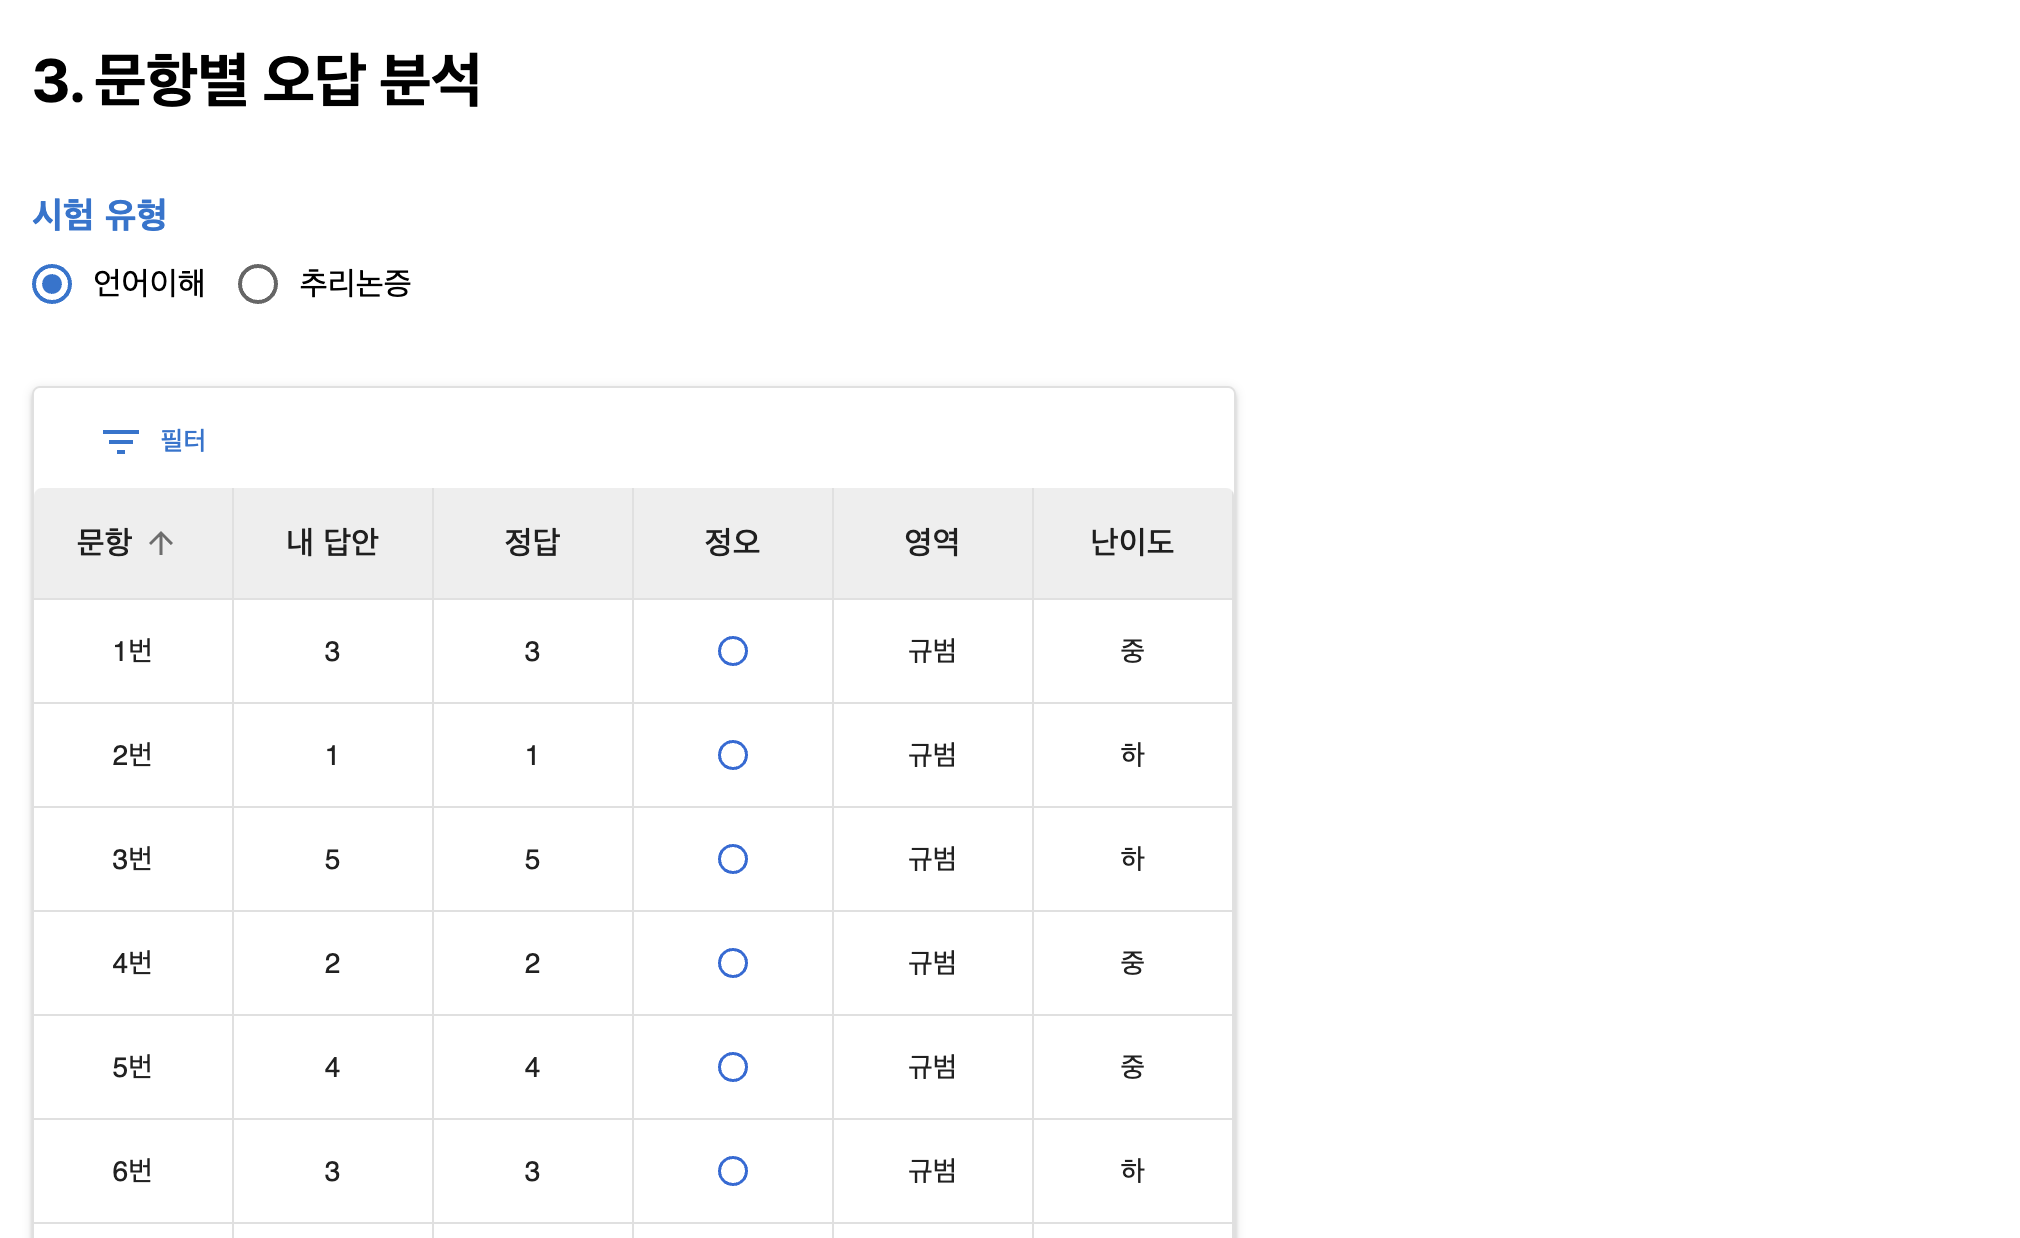 3. 문항별 오답 분석
시험 유형
언어이해 추리논증
필터
문항 ↑ 내 답안 정답 정오 영역 난이도
1번 3 3 ○ 규범 중
2번 1 1 ○ 규범 하
3번 5 5 ○ 규범 하
4번 2 2 ○ 규범 중
5번 4 4 ○ 규범 중
6번 3 3 ○ 규범 하